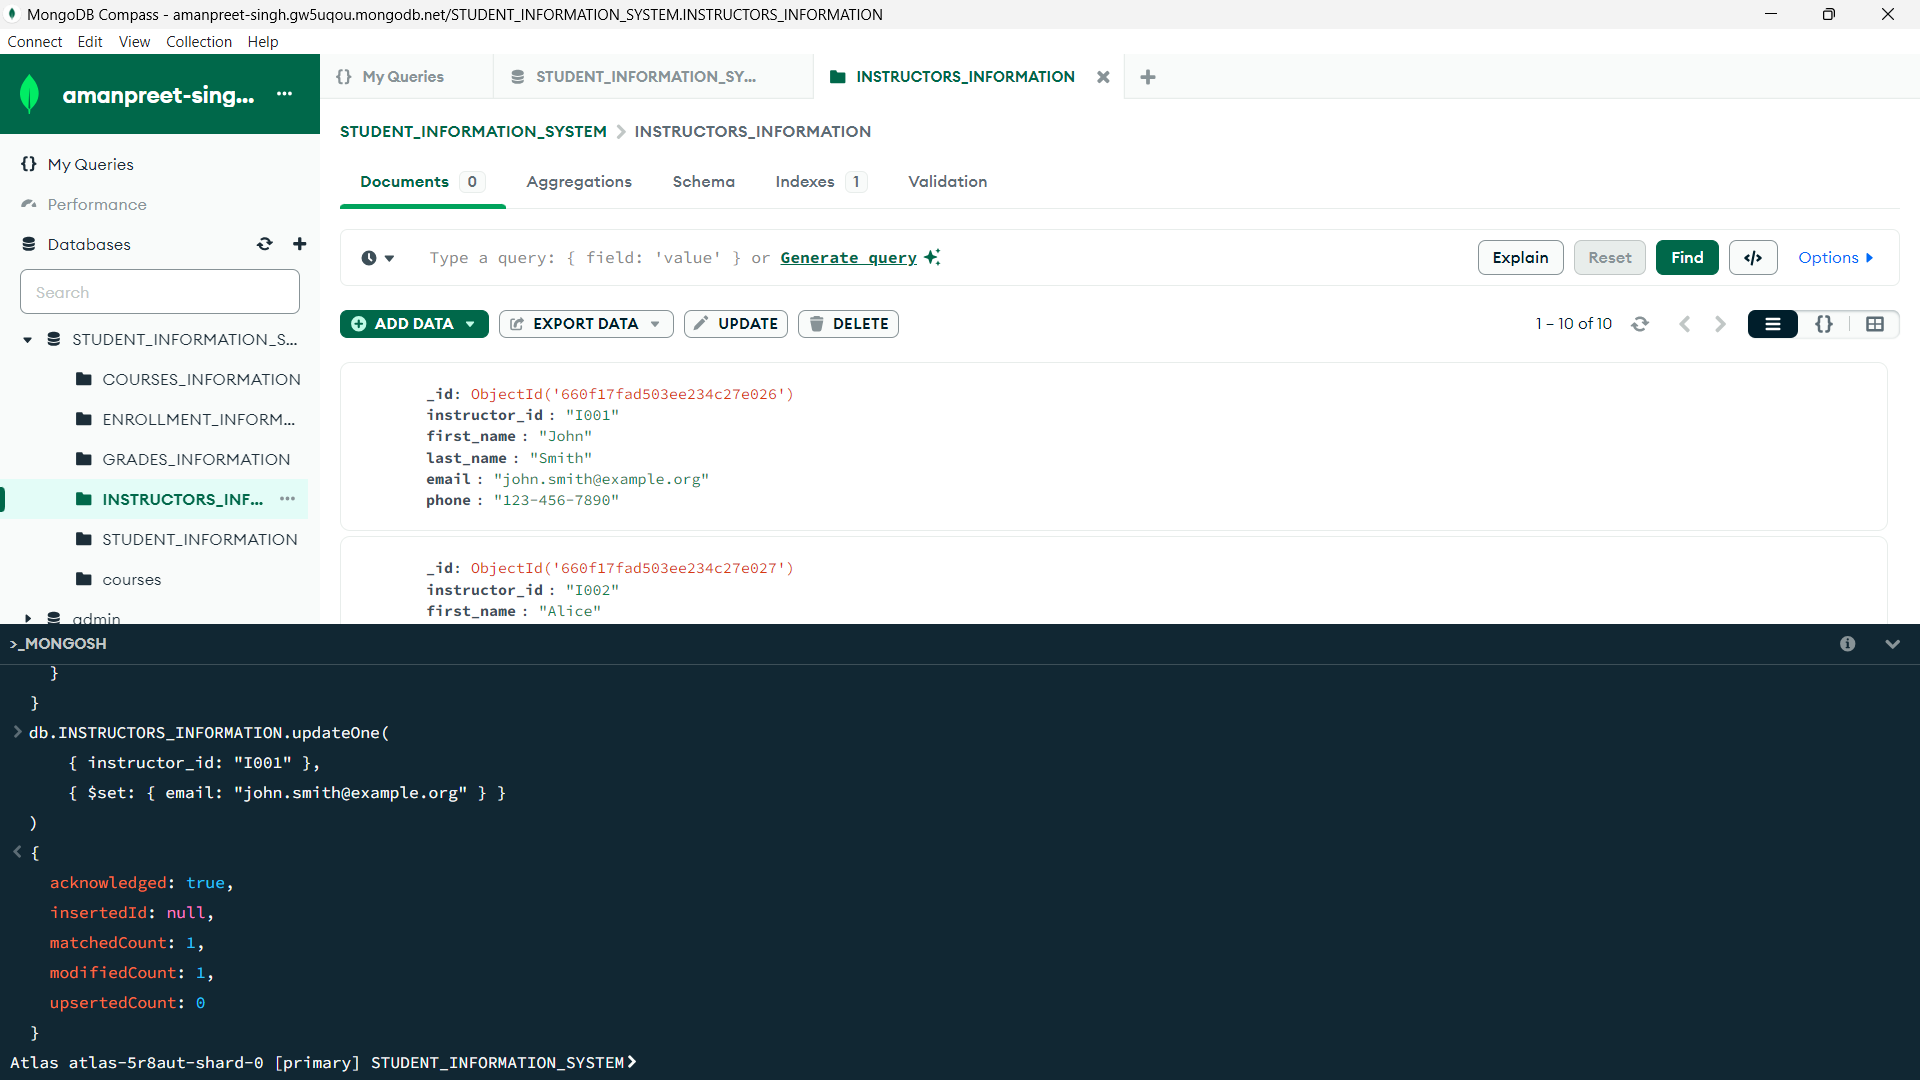 MongoDB Compass - amanpreet-singh.gw5uqou.mongodb.net/STUDENT_INFORMATION_SYSTEM.INSTRUCTORS_INFORMATION
Connect Edit View Collection Help
amanpreet-sing... ...
{} My Queries
Performance
Databases
Search
STUDENT_INFORMATION_S...
COURSES_INFORMATION
ENROLLMENT_INFORM...
GRADES_INFORMATION
INSTRUCTORS_INF... ...
STUDENT_INFORMATION
courses
admin
{} My Queries
STUDENT_INFORMATION_SY...
INSTRUCTORS_INFORMATION
STUDENT_INFORMATION_SYSTEM > INSTRUCTORS_INFORMATION
Documents 0 Aggregations Schema Indexes 1 Validation
Type a query: { field: 'value' } or Generate query
Explain Reset Find </> Options
ADD DATA EXPORT DATA UPDATE DELETE
1 – 10 of 10
{}
_id: ObjectId('660f17fad503ee234c27e026')
instructor_id : "I001"
first_name : "John"
last_name : "Smith"
email : "john.smith@example.org"
phone : "123-456-7890"
_id: ObjectId('660f17fad503ee234c27e027')
instructor_id : "I002"
first_name : "Alice"
>_MONGOSH
}
}
> db.INSTRUCTORS_INFORMATION.updateOne(
{ instructor_id: "I001" },
{ $set: { email: "john.smith@example.org" } }
)
< {
acknowledged: true,
insertedId: null,
matchedCount: 1,
modifiedCount: 1,
upsertedCount: 0
}
Atlas atlas-5r8aut-shard-0 [primary] STUDENT_INFORMATION_SYSTEM>